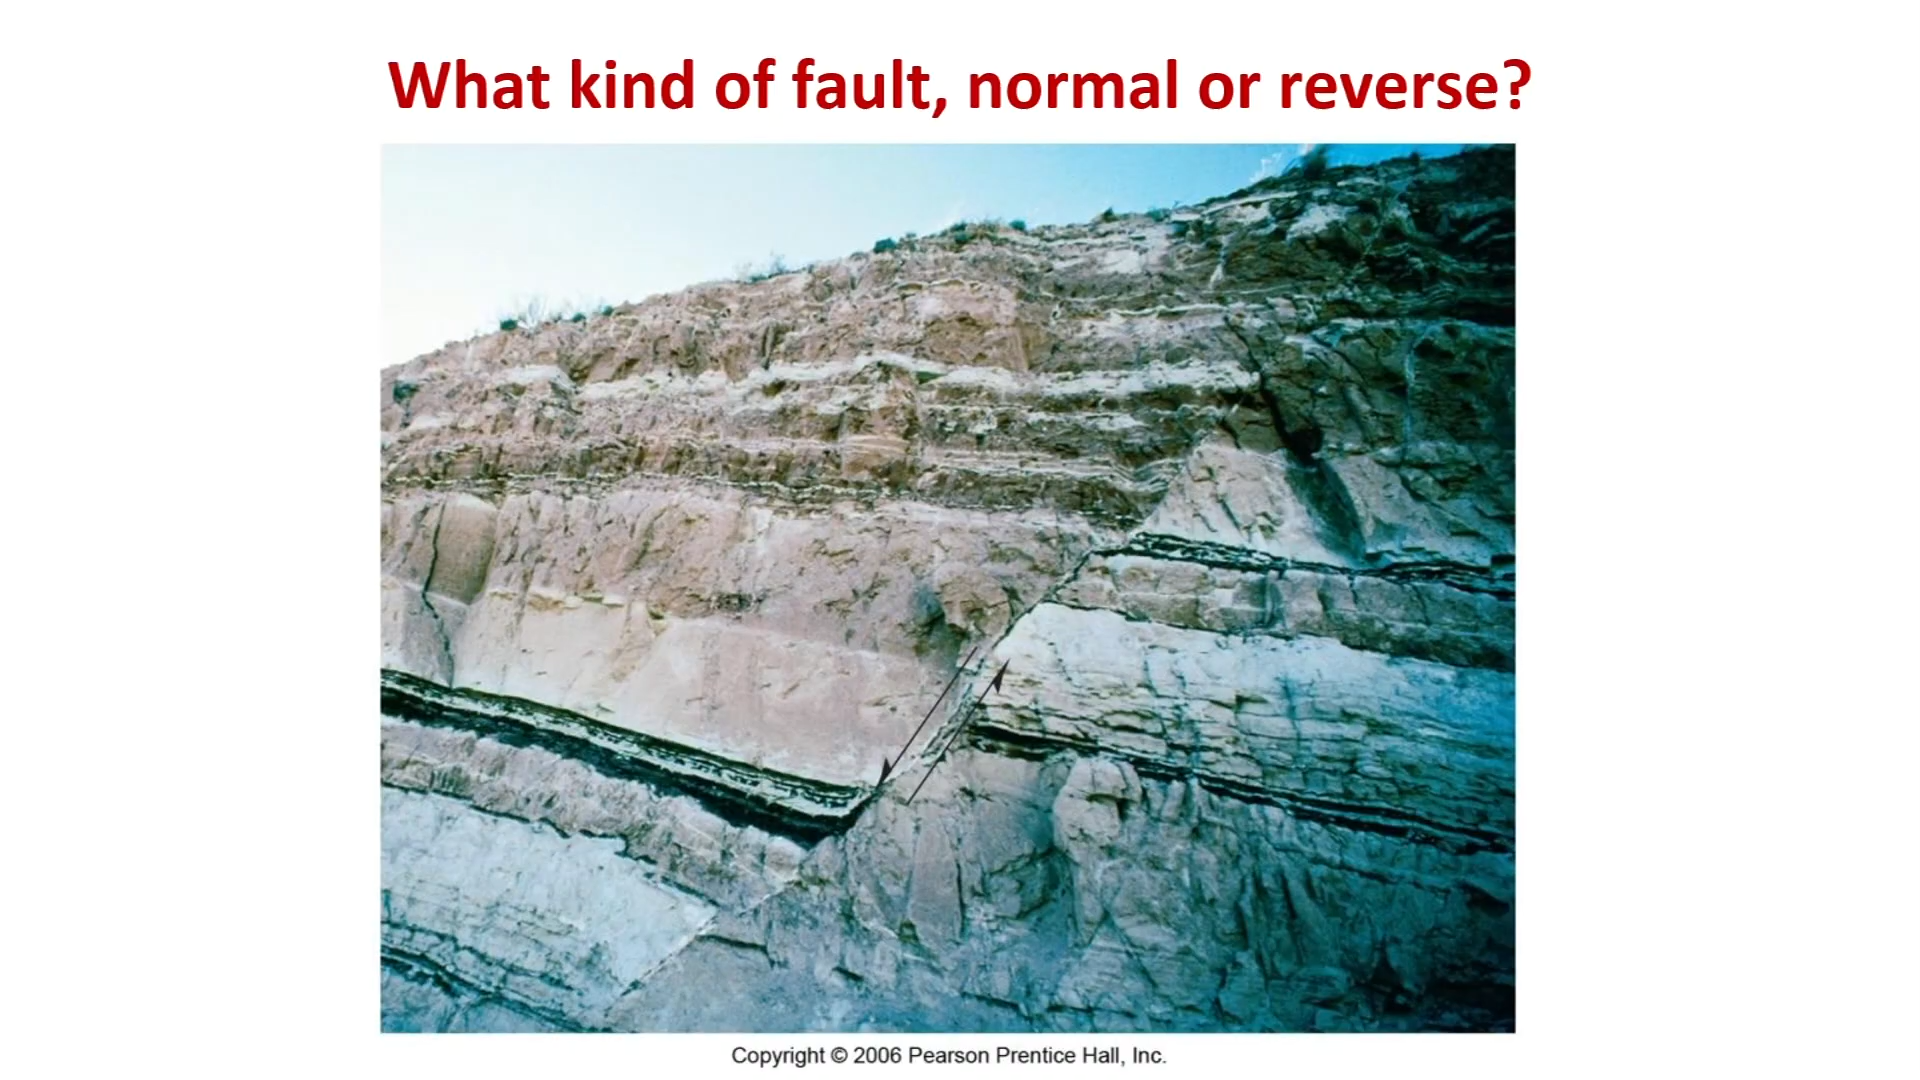 What kind of fault, normal or reverse?
Copyright © 2006 Pearson Prentice Hall, Inc.